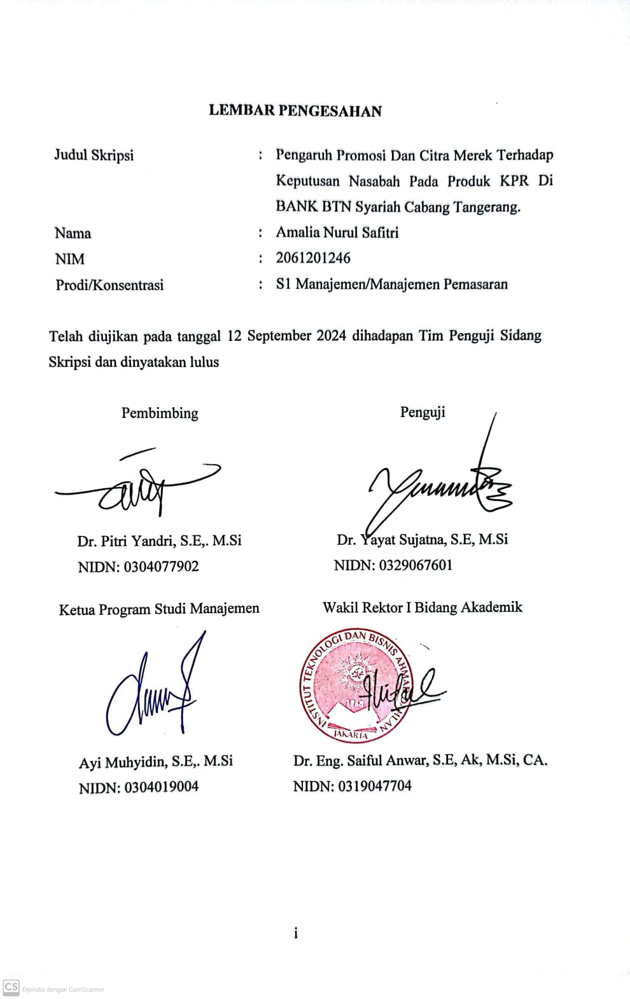 LEMBAR PENGESAHAN
Judul Skripsi : Pengaruh Promosi Dan Citra Merek Terhadap
Keputusan Nasabah Pada Produk KPR Di
BANK BTN Syariah Cabang Tangerang.
Nama : Amalia Nurul Safitri
NIM : 2061201246
Prodi/Konsentrasi : S1 Manajemen/Manajemen Pemasaran
Telah diujikan pada tanggal 12 September 2024 dihadapan Tim Penguji Sidang
Skripsi dan dinyatakan lulus
Pembimbing Penguji
Dr. Pitri Yandri, S.E,. M.Si Dr. Yayat Sujatna, S.E, M.Si
NIDN: 0304077902 NIDN: 0329067601
Ketua Program Studi Manajemen Wakil Rektor I Bidang Akademik
INSTITUT TEKNOLOGI DAN BISNIS
1968
JAKARTA
Ayi Muhyidin, S.E,. M.Si Dr. Eng. Saiful Anwar, S.E, Ak, M.Si, CA.
NIDN: 0304019004 NIDN: 0319047704
i
CS Dipindai dengan CamScanner